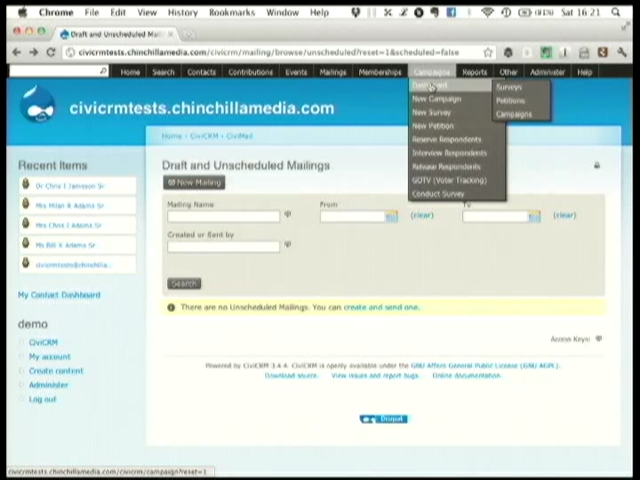 Chrome File Edit View History Bookmarks Window Help Sat 16:21
Draft and Unscheduled Mailings
civicrmtests.chinchillamedia.com/civicrm/mailing/browse/unscheduled?reset=1&scheduled=false
Home Search Contacts Contributions Events Mailings Memberships Campaigns Reports Other Administer Help
civicrmtests.chinchillamedia.com
Dashboard
New Campaign
New Survey
New Petition
Reserve Respondents
Interview Respondents
Release Respondents
GOTV (Voter Tracking)
Conduct Survey
Surveys
Petitions
Campaigns
Home CiviCRM CiviMail
Recent Items
Dr Chris I Jameson Sr
Mrs Milan B Adams Sr
Mrs Chris I Adams Sr
Ms Bill K Adams Sr
My Contact Dashboard
demo
CiviCRM
My account
Create content
Administer
Log out
Draft and Unscheduled Mailings
New Mailing
Mailing Name From To
(clear) (clear)
Created or Sent by
Search
There are no Unscheduled Mailings. You can create and send one.
Access Keys:
Powered by CiviCRM 3.4.4. CiviCRM is openly available under the GNU Affero General Public License (GNU AGPL).
Download source. View issues and report bugs. Online documentation.
Drupal
civicrmtests.chinchillamedia.com/civicrm/campaign?reset=1